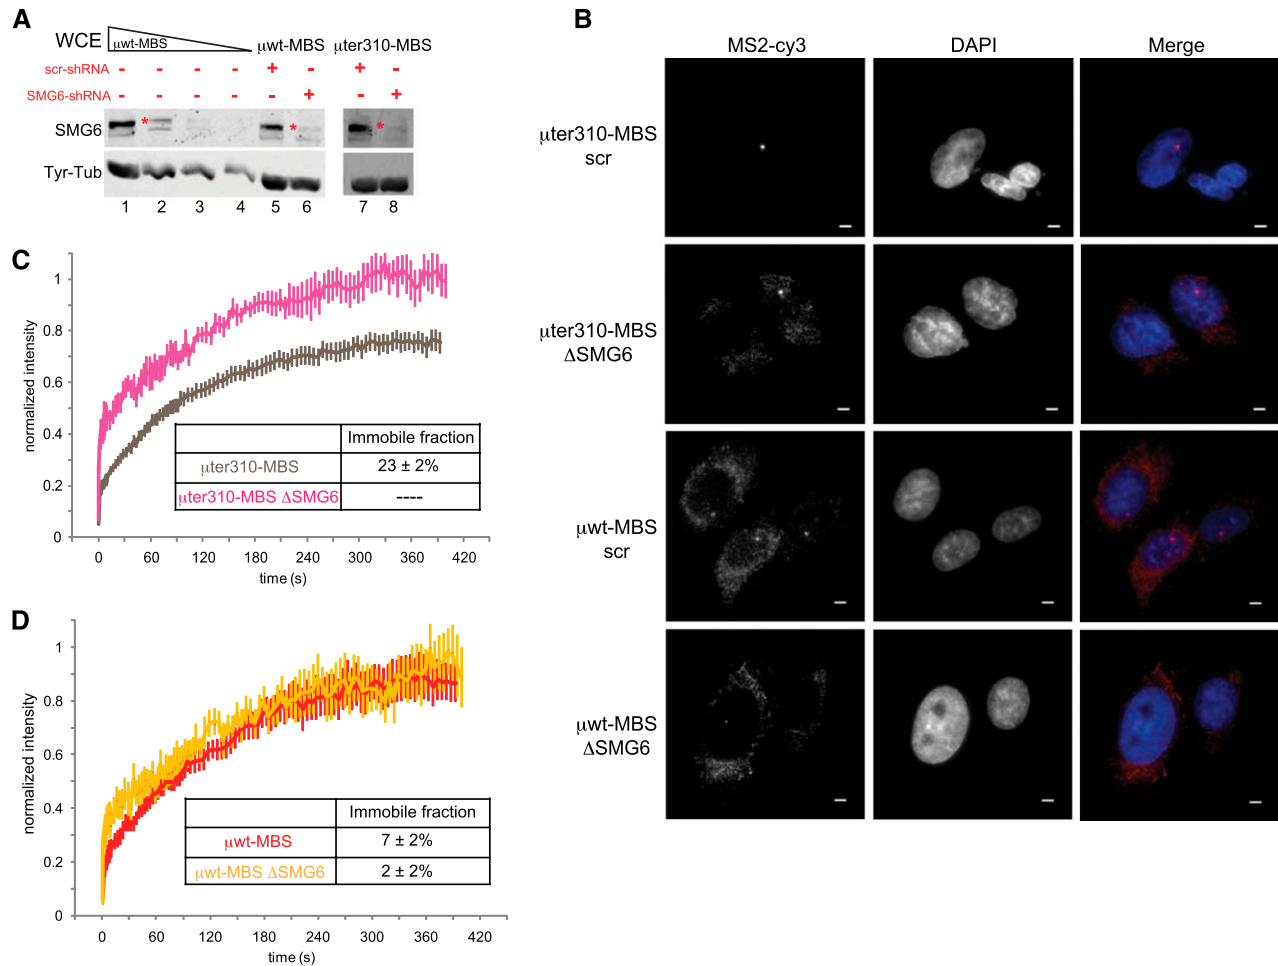 A
WCE
µwt-MBS
µwt-MBS
µter310-MBS
scr-shRNA - - - - + - + -
SMG6-shRNA - - - - - + - +
SMG6 * * *
Tyr-Tub
1 2 3 4 5 6 7 8
B
MS2-cy3 DAPI Merge
µter310-MBS
scr
µter310-MBS
ΔSMG6
µwt-MBS
scr
µwt-MBS
ΔSMG6
C
normalized intensity
1
0.8
0.6
0.4
0.2
0
0 60 120 180 240 300 360 420
time (s)
Immobile fraction
µter310-MBS 23 ± 2%
µter310-MBS ΔSMG6 ----
D
normalized intensity
1
0.8
0.6
0.4
0.2
0
0 60 120 180 240 300 360 420
time (s)
Immobile fraction
µwt-MBS 7 ± 2%
µwt-MBS ΔSMG6 2 ± 2%